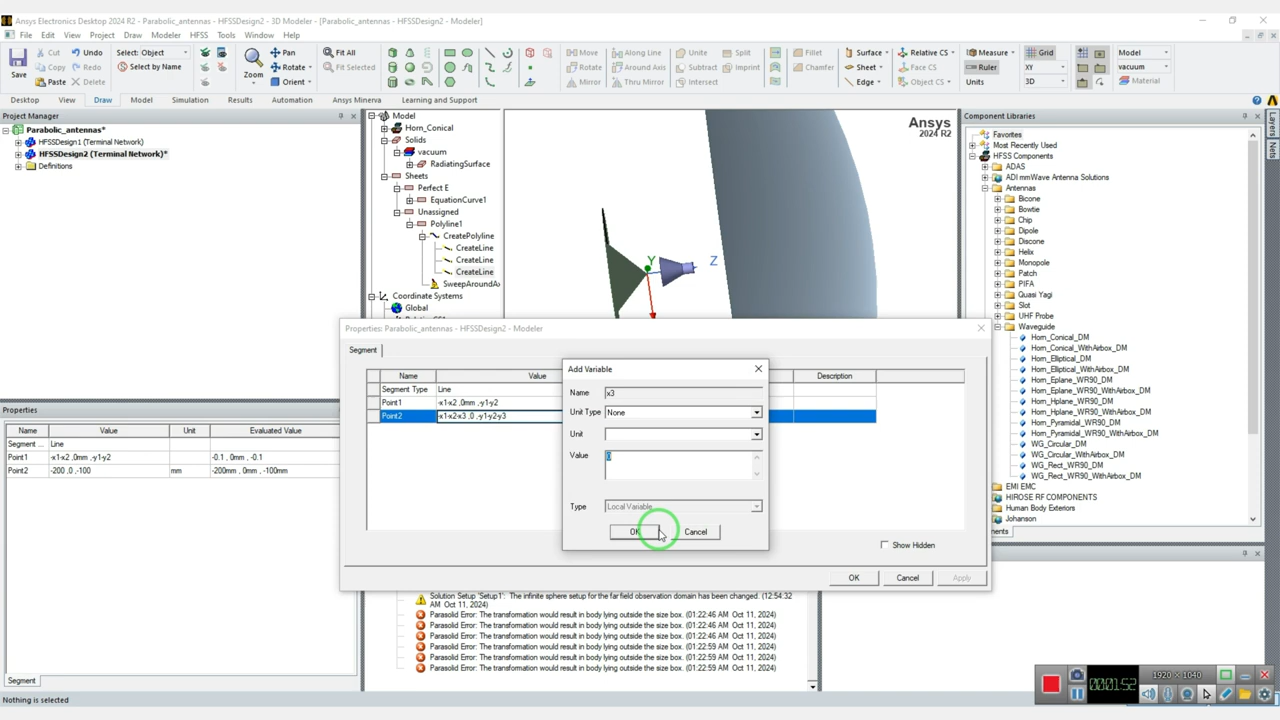 Ansys Electronics Desktop 2024 R2 - Parabolic_antennas - HFSSDesign2 - 3D Modeler - [Parabolic_antennas - HFSSDesign2 - Modeler]
File Edit View Project Draw Modeler HFSS Tools Window Help
Save Cut Copy Paste Undo Redo Delete Select: Object Select by Name Zoom Pan Rotate Orient Fit All Fit Selected
Move Rotate Mirror Along Line Around Axis Thru Mirror Unite Subtract Intersect Split Imprint Fillet Chamfer Surface Sheet Edge Relative CS Face CS Object CS Measure Ruler Units Grid XY 3D Model vacuum Material
Desktop View Draw Model Simulation Results Automation Ansys Minerva Learning and Support
Project Manager
Parabolic_antennas*
HFSSDesign1 (Terminal Network)
HFSSDesign2 (Terminal Network)*
Definitions
Model
Horn_Conical
Solids
vacuum
RadiatingSurface
Sheets
Perfect E
EquationCurve1
Unassigned
Polyline1
CreatePolyline
CreateLine
CreateLine
CreateLine
SweepAroundA
Coordinate Systems
Global
Ansys
2024 R2
Y
Z
Component Libraries
Favorites
Most Recently Used
HFSS Components
ADAS
ADI mmWave Antenna Solutions
Antennas
Bicone
Bowtie
Chip
Dipole
Discone
Helix
Monopole
Patch
PIFA
Quasi Yagi
Slot
UHF Probe
Waveguide
Horn_Conical_DM
Horn_Conical_WithAirbox_DM
Horn_Elliptical_DM
Horn_Eplane_WR90_DM
Horn_Eplane_WR90_WithAirbox_DM
Horn_Hplane_WR90_DM
Horn_Hplane_WR90_WithAirbox_DM
Horn_Pyramidal_WR90_DM
Horn_Pyramidal_WR90_WithAirbox_DM
WG_Circular_DM
WG_Circular_WithAirbox_DM
WG_Rect_WR90_DM
WG_Rect_WR90_WithAirbox_DM
EMI EMC
HIROSE RF COMPONENTS
Human Body Exteriors
Johanson
Layers
Nets
Properties: Parabolic_antennas - HFSSDesign2 - Modeler
Segment
Name Value Description
Segment Type Line
Point1 -x1-x2 ,0mm ,-y1-y2
Point2 -x1-x2-x3 ,0 ,-y1-y2-y3
Show Hidden
OK Cancel Apply
Add Variable
Name x3
Unit Type None
Unit
Value 0
Type Local Variable
OK Cancel
Properties
Name Value Unit Evaluated Value
Segment ... Line
Point1 -x1-x2 ,0mm ,-y1-y2 -0.1 , 0mm , -0.1
Point2 -200 ,0 ,-100 mm -200mm , 0mm , -100mm
Segment
Solution Setup 'Setup1': The infinite sphere setup for the far field observation domain has been changed. (12:54:32
AM Oct 11, 2024)
Parasolid Error: The transformation would result in body lying outside the size box. (01:22:46 AM Oct 11, 2024)
Parasolid Error: The transformation would result in body lying outside the size box. (01:22:46 AM Oct 11, 2024)
Parasolid Error: The transformation would result in body lying outside the size box. (01:22:46 AM Oct 11, 2024)
Parasolid Error: The transformation would result in body lying outside the size box. (01:22:59 AM Oct 11, 2024)
Parasolid Error: The transformation would result in body lying outside the size box. (01:22:59 AM Oct 11, 2024)
Parasolid Error: The transformation would result in body lying outside the size box. (01:22:59 AM Oct 11, 2024)
00:01:52 1920 × 1040
Nothing is selected